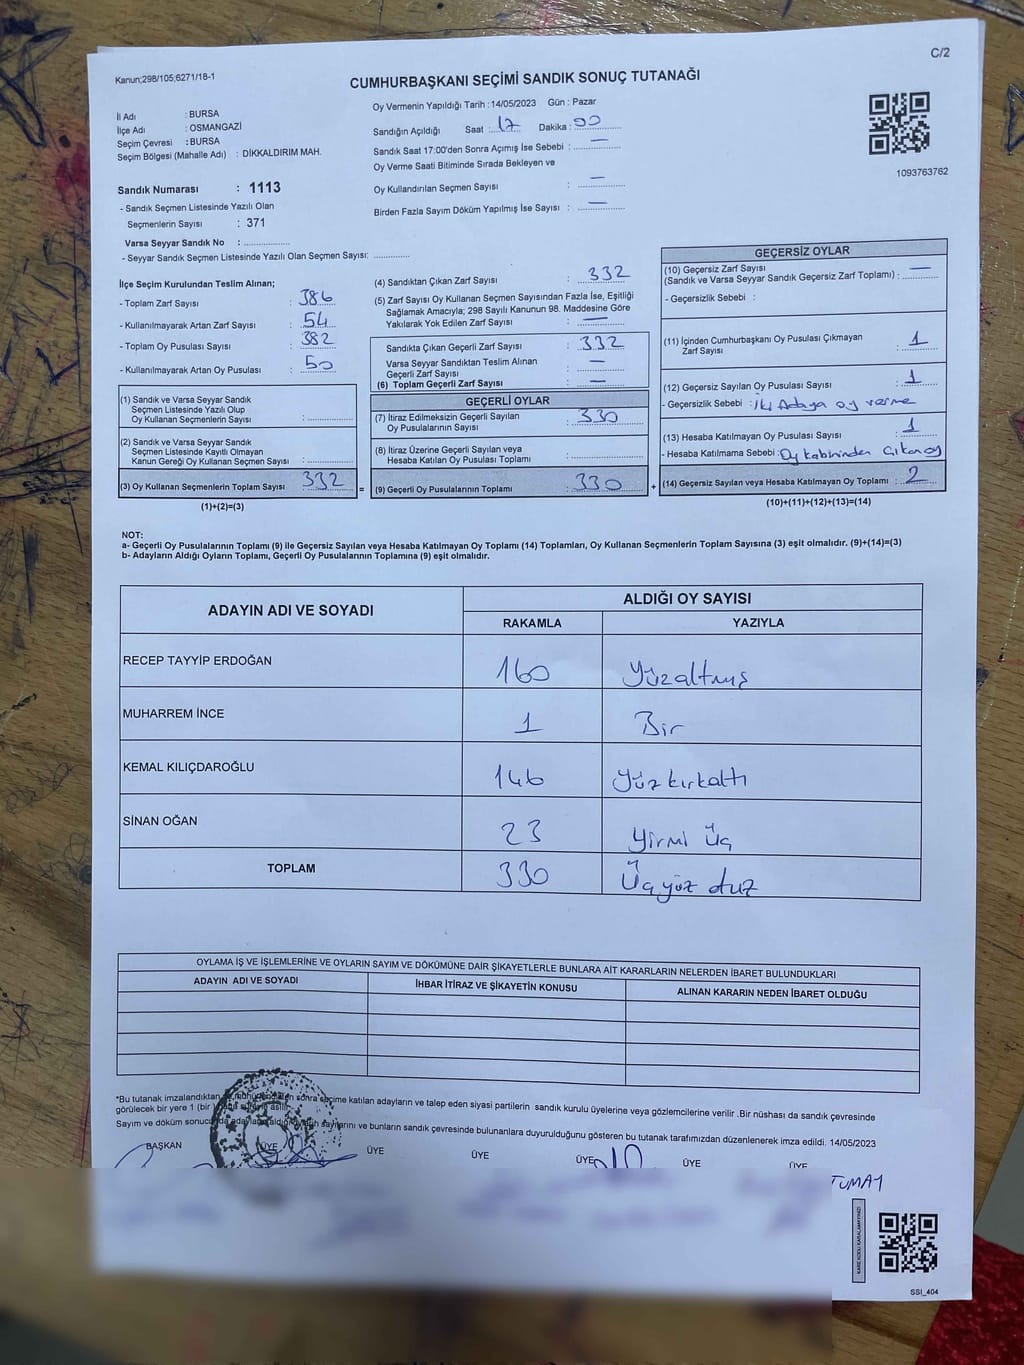 C/2
Kanun;298/105;6271/18-1
CUMHURBAŞKANI SEÇİMİ SANDIK SONUÇ TUTANAĞI
İl Adı : BURSA
İlçe Adı : OSMANGAZİ
Seçim Çevresi : BURSA
Seçim Bölgesi (Mahalle Adı) : DİKKALDIRIM MAH.
Sandık Numarası : 1113
- Sandık Seçmen Listesinde Yazılı Olan
Seçmenlerin Sayısı : 371
Varsa Seyyar Sandık No : ................
- Seyyar Sandık Seçmen Listesinde Yazılı Olan Seçmen Sayısı: .............
Oy Vermenin Yapıldığı Tarih : 14/05/2023 Gün : Pazar
Sandığın Açıldığı Saat : 17 Dakika : 00
Sandık Saat 17:00'den Sonra Açımış İse Sebebi : —
Oy Verme Saati Bitiminde Sırada Bekleyen ve
Oy Kullandırılan Seçmen Sayısı : —
Birden Fazla Sayım Döküm Yapılmış İse Sayısı : —
1093763762
İlçe Seçim Kurulundan Teslim Alınan;
- Toplam Zarf Sayısı : 386
- Kullanılmayarak Artan Zarf Sayısı : 54
- Toplam Oy Pusulası Sayısı : 382
- Kullanılmayarak Artan Oy Pusulası : 50
(1) Sandık ve Varsa Seyyar Sandık
Seçmen Listesinde Yazılı Olup
Oy Kullanan Seçmenlerin Sayısı :
(2) Sandık ve Varsa Seyyar Sandık
Seçmen Listesinde Kayıtlı Olmayan
Kanun Gereği Oy Kullanan Seçmen Sayısı :
(3) Oy Kullanan Seçmenlerin Toplam Sayısı : 332 =
(1)+(2)=(3)
(4) Sandıktan Çıkan Zarf Sayısı : 332
(5) Zarf Sayısı Oy Kullanan Seçmen Sayısından Fazla İse, Eşitliği
Sağlamak Amacıyla; 298 Sayılı Kanunun 98. Maddesine Göre
Yakılarak Yok Edilen Zarf Sayısı : —
Sandıkta Çıkan Geçerli Zarf Sayısı : 332
Varsa Seyyar Sandıktan Teslim Alınan
Geçerli Zarf Sayısı : —
(6) Toplam Geçerli Zarf Sayısı : —
GEÇERLİ OYLAR
(7) İtiraz Edilmeksizin Geçerli Sayılan
Oy Pusulalarının Sayısı : 330
(8) İtiraz Üzerine Geçerli Sayılan veya
Hesaba Katılan Oy Pusulası Toplamı :
(9) Geçerli Oy Pusulalarının Toplamı : 330 +
GEÇERSİZ OYLAR
(10) Geçersiz Zarf Sayısı —
(Sandık ve Varsa Seyyar Sandık Geçersiz Zarf Toplamı) :
- Geçersizlik Sebebi :
(11) İçinden Cumhurbaşkanı Oy Pusulası Çıkmayan
Zarf Sayısı : 1
(12) Geçersiz Sayılan Oy Pusulası Sayısı : 1
- Geçersizlik Sebebi : İki Adaya oy verme
(13) Hesaba Katılmayan Oy Pusulası Sayısı : 1
- Hesaba Katılmama Sebebi : Oy kabininden çıkan oy
(14) Geçersiz Sayılan veya Hesaba Katılmayan Oy Toplamı : 2
(10)+(11)+(12)+(13)=(14)
NOT:
a- Geçerli Oy Pusulalarının Toplamı (9) ile Geçersiz Sayılan veya Hesaba Katılmayan Oy Toplamı (14) Toplamları, Oy Kullanan Seçmenlerin Toplam Sayısına (3) eşit olmalıdır. (9)+(14)=(3)
b- Adayların Aldığı Oyların Toplamı, Geçerli Oy Pusulalarının Toplamına (9) eşit olmalıdır.
ADAYIN ADI VE SOYADI ALDIĞI OY SAYISI
RAKAMLA YAZIYLA
RECEP TAYYİP ERDOĞAN 160 Yüzaltmış
MUHARREM İNCE 1 Bir
KEMAL KILIÇDAROĞLU 146 Yüzkırkaltı
SİNAN OĞAN 23 Yirmi Üç
TOPLAM 330 Üçyüz otuz
OYLAMA İŞ VE İŞLEMLERİNE VE OYLARIN SAYIM VE DÖKÜMÜNE DAİR ŞİKAYETLERLE BUNLARA AİT KARARLARIN NELERDEN İBARET BULUNDUKLARI
ADAYIN ADI VE SOYADI İHBAR İTİRAZ VE ŞİKAYETİN KONUSU ALINAN KARARIN NEDEN İBARET OLDUĞU
*Bu tutanak imzalandıktan sonra seçime katılan adayların ve talep eden siyasi partilerin sandık kurulu üyelerine veya gözlemcilerine verilir .Bir nüshası da sandık çevresinde
görülecek bir yere 1 (bir) asılır.
Sayım ve döküm sonucunda adayların aldığı oyların sayılarını ve bunların sandık çevresinde bulunanlara duyurulduğunu gösteren bu tutanak tarafımızdan düzenlenerek imza edildi. 14/05/2023
BAŞKAN ÜYE ÜYE ÜYE ÜYE ÜYE ÜYE
SSI_404